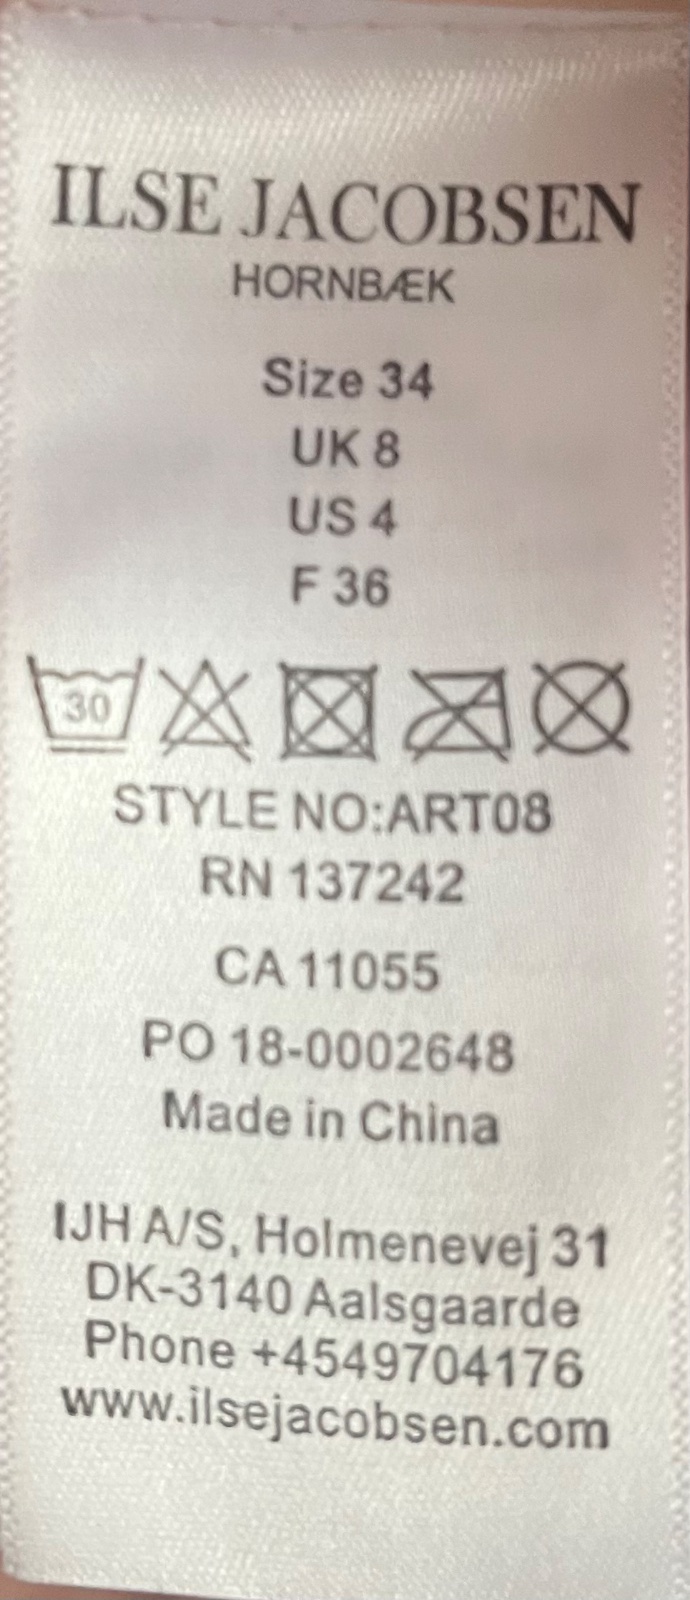 ILSE JACOBSEN
HORNBÆK
Size 34
UK 8
US 4
F 36
30
STYLE NO:ART08
RN 137242
CA 11055
PO 18-0002648
Made in China
IJH A/S, Holmenevej 31
DK-3140 Aalsgaarde
Phone +4549704176
www.ilsejacobsen.com